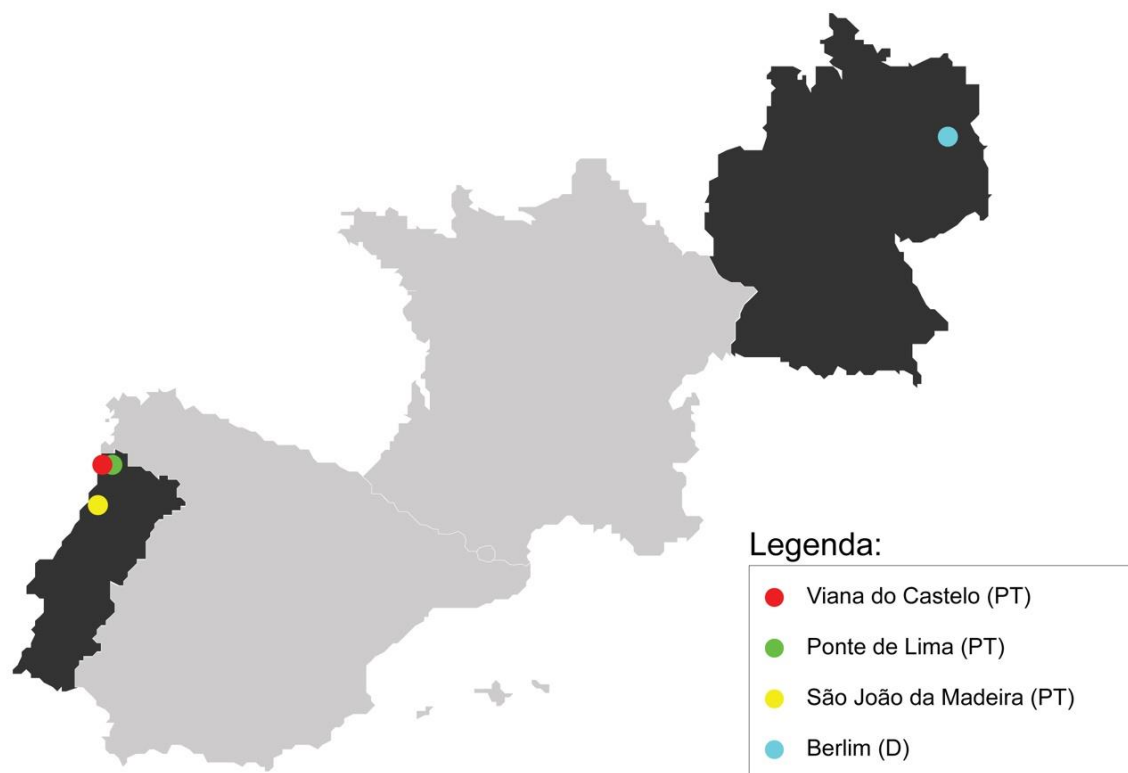 Legenda:
Viana do Castelo (PT)
Ponte de Lima (PT)
São João da Madeira (PT)
Berlim (D)